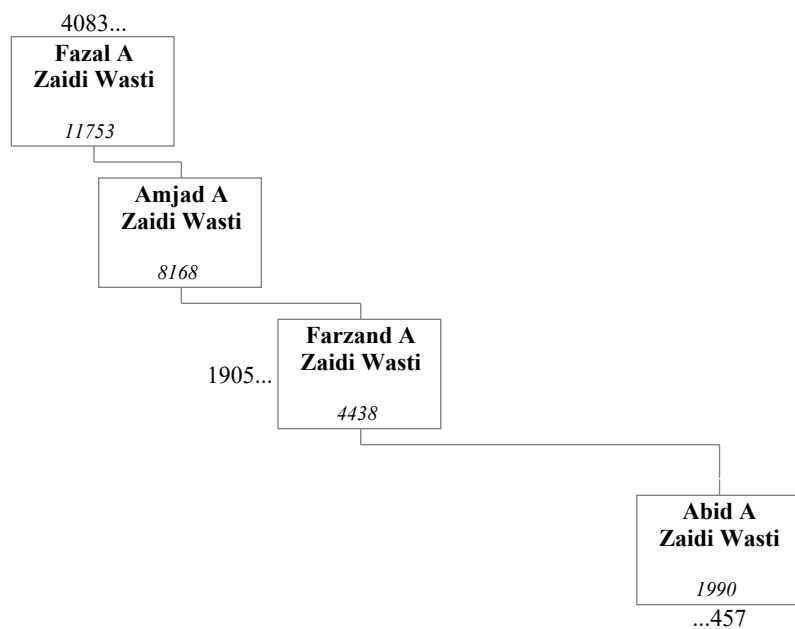 4083...
Fazal A
Zaidi Wasti
11753
Amjad A
Zaidi Wasti
8168
Farzand A
Zaidi Wasti
1905...
4438
Abid A
Zaidi Wasti
1990
...457